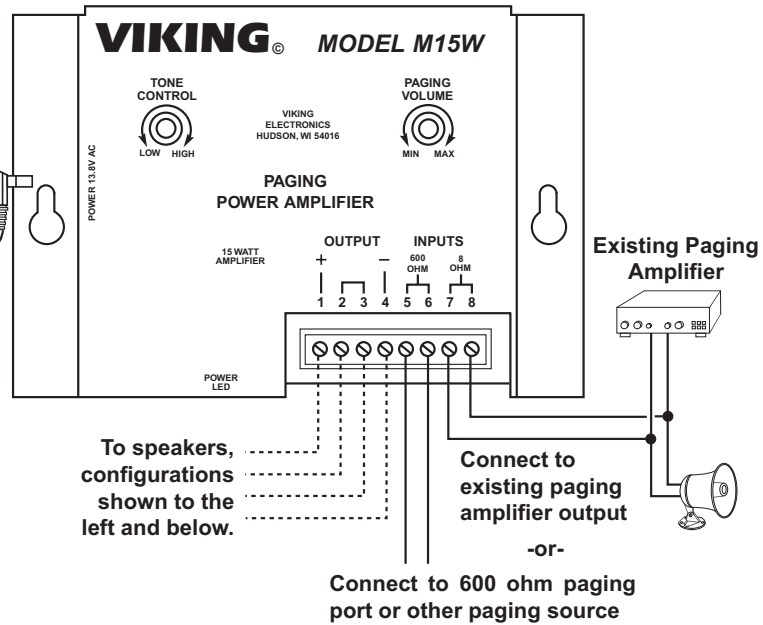 VIKING© MODEL M15W
TONE
CONTROL
LOW HIGH
VIKING
ELECTRONICS
HUDSON, WI 54016
PAGING
VOLUME
MIN MAX
POWER 13.8V AC
PAGING
POWER AMPLIFIER
15 WATT
AMPLIFIER
OUTPUT INPUTS
+ – 600
OHM 8
OHM
1 2 3 4 5 6 7 8
POWER
LED
Existing Paging
Amplifier
To speakers,
configurations
shown to the
left and below.
Connect to
existing paging
amplifier output
-or-
Connect to 600 ohm paging
port or other paging source